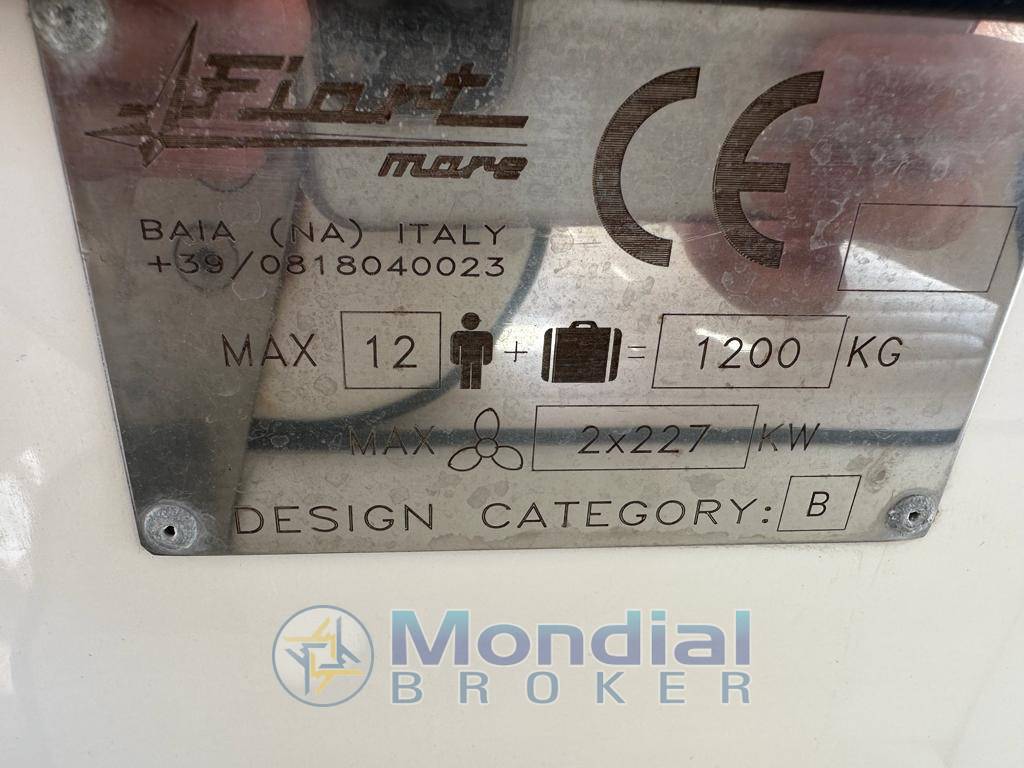 Fiart
mare
CE
BAIA (NA) ITALY
+39/0818040023
MAX 12 + = 1200 KG
MAX 2x227 KW
DESIGN CATEGORY: B
Mondial
BROKER